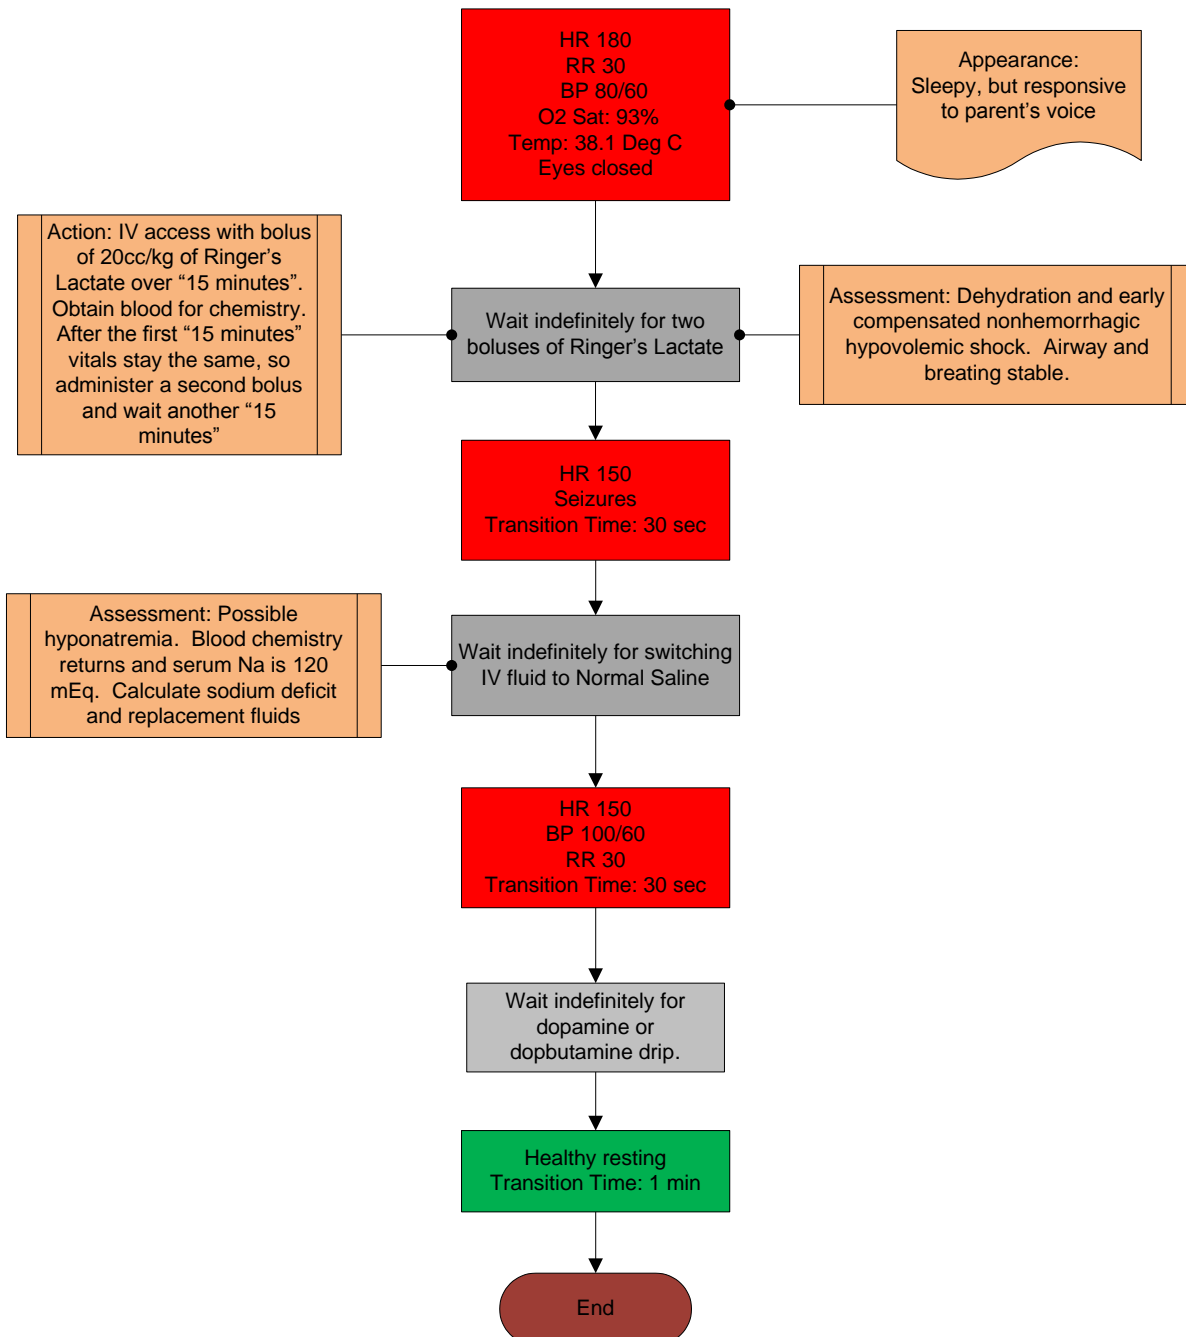 HR 180
RR 30
BP 80/60
O2 Sat: 93%
Temp: 38.1 Deg C
Eyes closed
Appearance:
Sleepy, but responsive
to parent's voice
Action: IV access with bolus
of 20cc/kg of Ringer's
Lactate over “15 minutes”.
Obtain blood for chemistry.
After the first “15 minutes”
vitals stay the same, so
administer a second bolus
and wait another “15
minutes”
Wait indefinitely for two
boluses of Ringer's Lactate
Assessment: Dehydration and early
compensated nonhemorrhagic
hypovolemic shock. Airway and
breating stable.
HR 150
Seizures
Transition Time: 30 sec
Assessment: Possible
hyponatremia. Blood chemistry
returns and serum Na is 120
mEq. Calculate sodium deficit
and replacement fluids
Wait indefinitely for switching
IV fluid to Normal Saline
HR 150
BP 100/60
RR 30
Transition Time: 30 sec
Wait indefinitely for
dopamine or
dopbutamine drip.
Healthy resting
Transition Time: 1 min
End